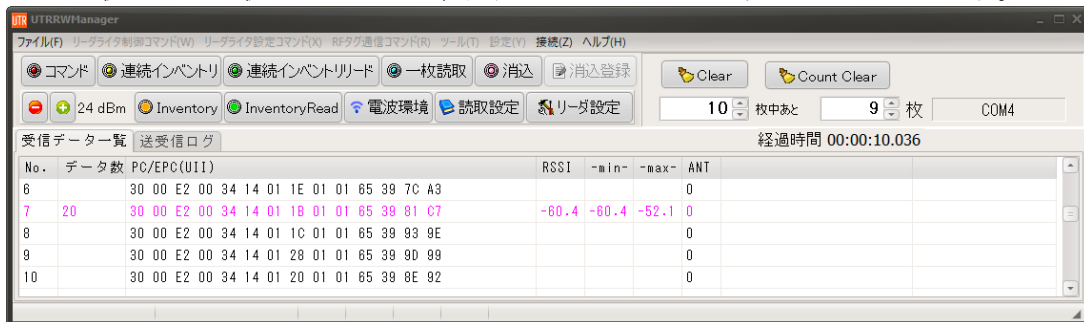 UTR UTRRWManager
ファイル(F) リーダライタ制御コマンド(W) リーダライタ設定コマンド(X) RFタグ通信コマンド(R) ツール(T) 設定(Y) 接続(Z) ヘルプ(H)
コマンド 連続インベントリ 連続インベントリリード 一枚読取 消込 消込登録 Clear Count Clear
24 dBm Inventory InventoryRead 電波環境 読取設定 リーダ設定 10 枚中あと 9 枚 COM4
受信データ一覧 送受信ログ 経過時間 00:00:10.036
No. データ数 PC/EPC(UII) RSSI -min- -max- ANT
6 30 00 E2 00 34 14 01 1E 01 01 65 39 7C A3 0
7 20 30 00 E2 00 34 14 01 1B 01 01 65 39 81 C7 -60.4 -60.4 -52.1 0
8 30 00 E2 00 34 14 01 1C 01 01 65 39 93 9E 0
9 30 00 E2 00 34 14 01 28 01 01 65 39 9D 99 0
10 30 00 E2 00 34 14 01 20 01 01 65 39 8E 92 0